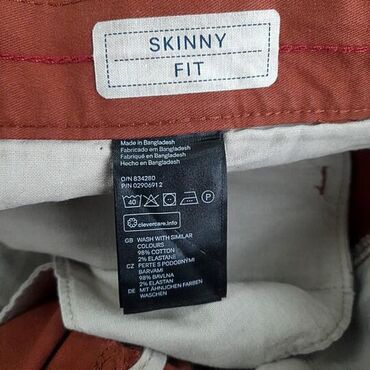 SKINNY
FIT
Made in Bangladesh
Fabricado em Bangladesh
Fabriqué en Bangladesh
Hecho en Bangladesh
O/N 834280
P/N 02906912
40
P
clevercare.info
GB WASH WITH SIMILAR
COLOURS
98% COTTON
2% ELASTANE
CZ PERTE S PODOBNÝMI
BARVAMI
98% BAVLNA
2% ELASTAN
DE MIT ÄHNLICHEN FARBEN
WASCHEN